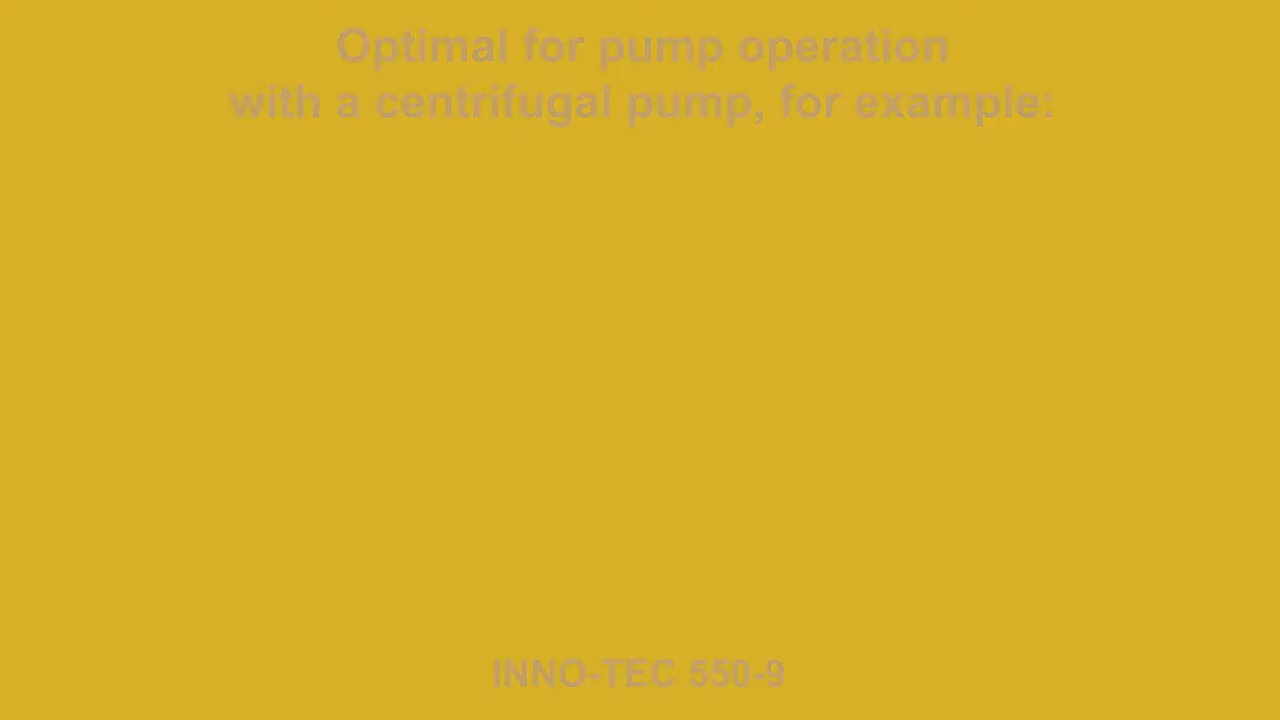 Optimal for pump operation
with a centrifugal pump, for example:
INNO-TEC 550-9